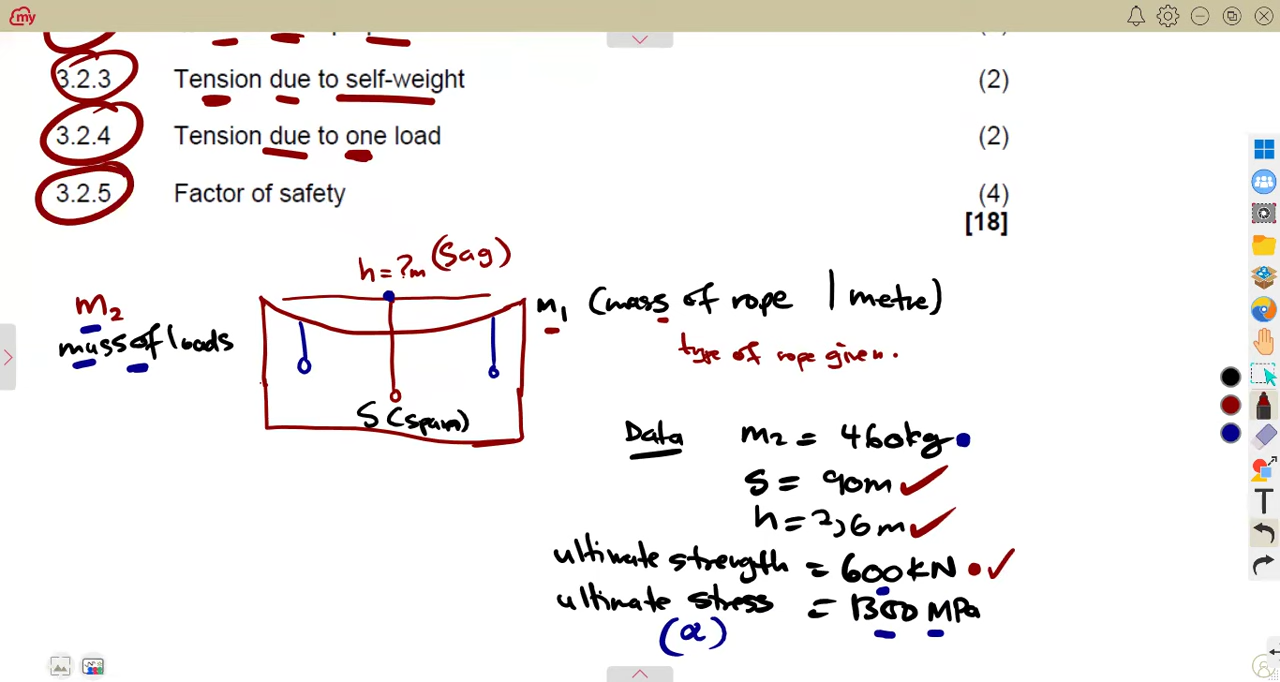 my
3.2.3 Tension due to self-weight (2)
3.2.4 Tension due to one load (2)
3.2.5 Factor of safety (4)
[18]
h = ?m (Sag)
m2
mass of loads
m1 (mass of rope / metre)
type of rope given.
S (span)
Data m2 = 460kg
S = 90m
h = 2,6m
ultimate strength = 600KN
ultimate stress = 1300 MPa
(α)
T